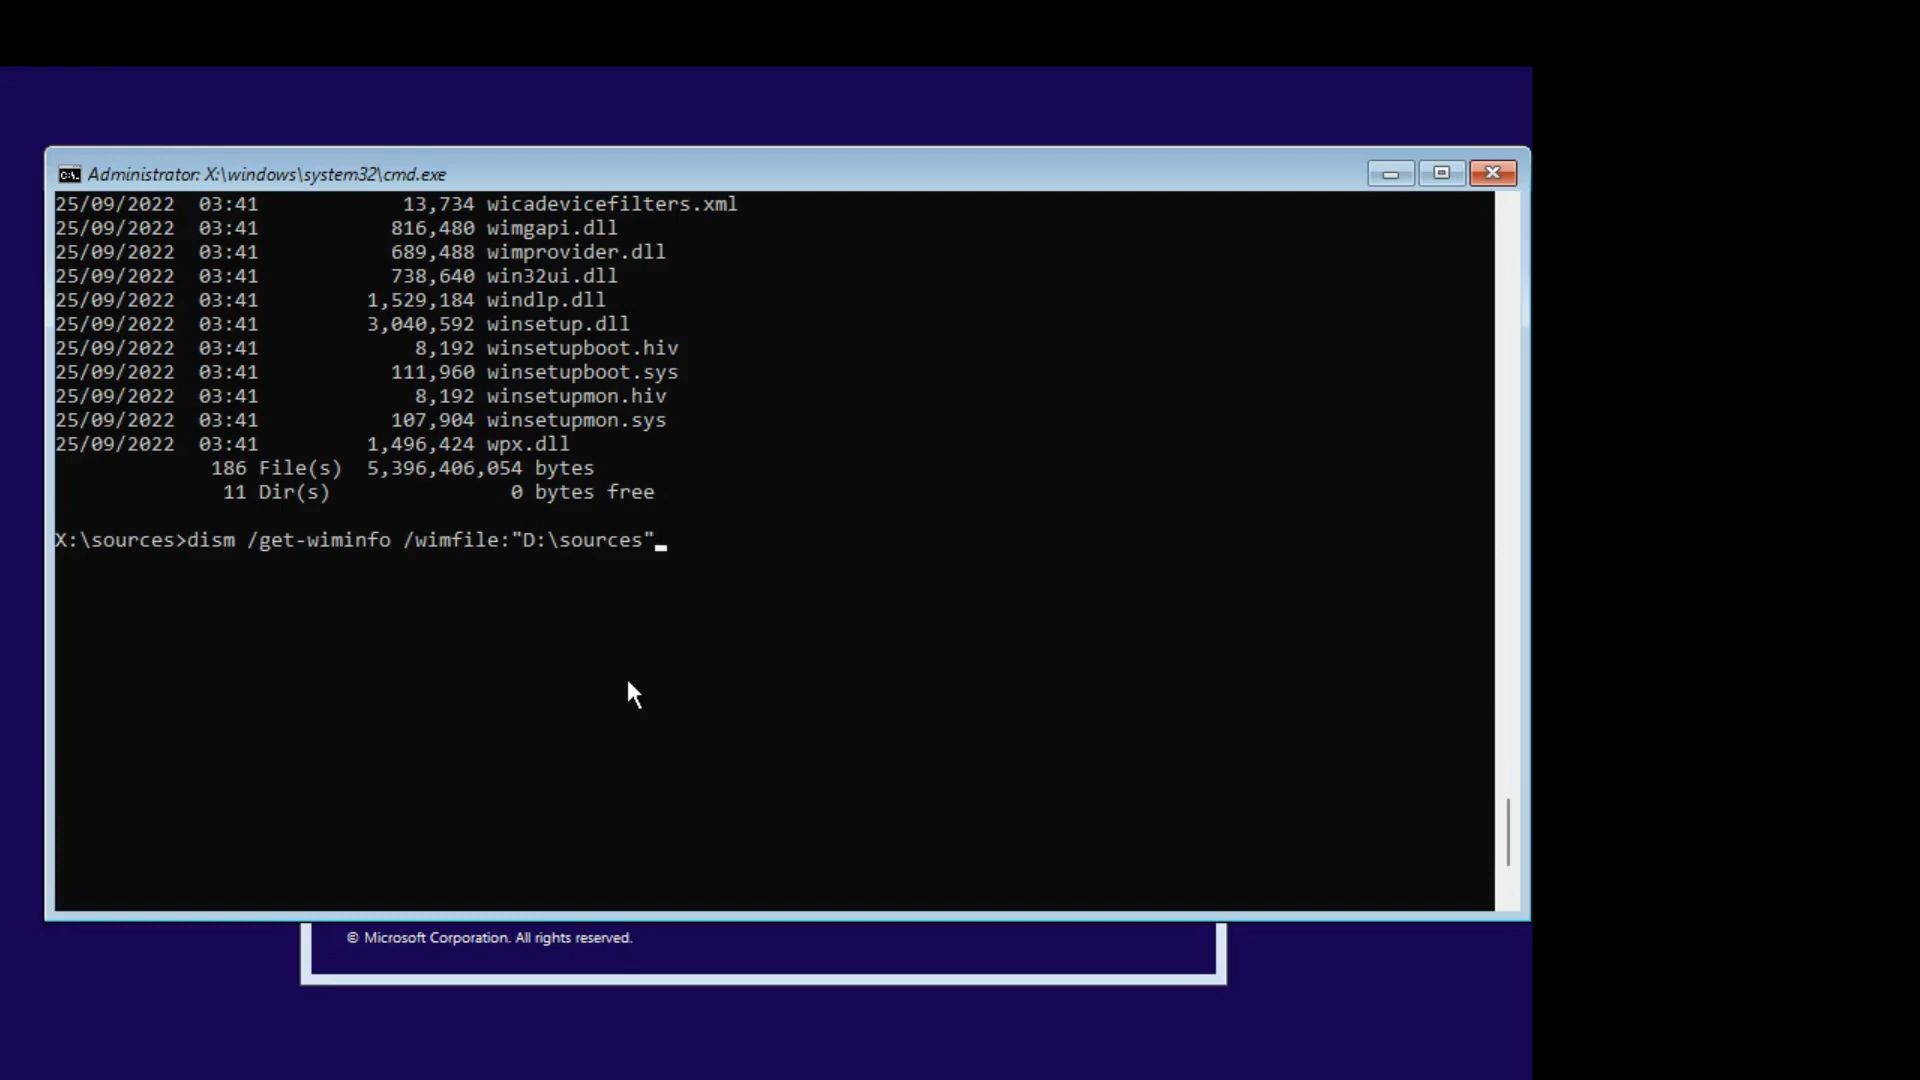 Administrator: X:\windows\system32\cmd.exe
25/09/2022  03:41            13,734 wicadevicefilters.xml
25/09/2022  03:41           816,480 wimgapi.dll
25/09/2022  03:41           689,488 wimprovider.dll
25/09/2022  03:41           738,640 win32ui.dll
25/09/2022  03:41         1,529,184 windlp.dll
25/09/2022  03:41         3,040,592 winsetup.dll
25/09/2022  03:41             8,192 winsetupboot.hiv
25/09/2022  03:41           111,960 winsetupboot.sys
25/09/2022  03:41             8,192 winsetupmon.hiv
25/09/2022  03:41           107,904 winsetupmon.sys
25/09/2022  03:41         1,496,424 wpx.dll
             186 File(s)  5,396,406,054 bytes
              11 Dir(s)               0 bytes free
X:\sources>dism /get-wiminfo /wimfile:"D:\sources"
© Microsoft Corporation. All rights reserved.